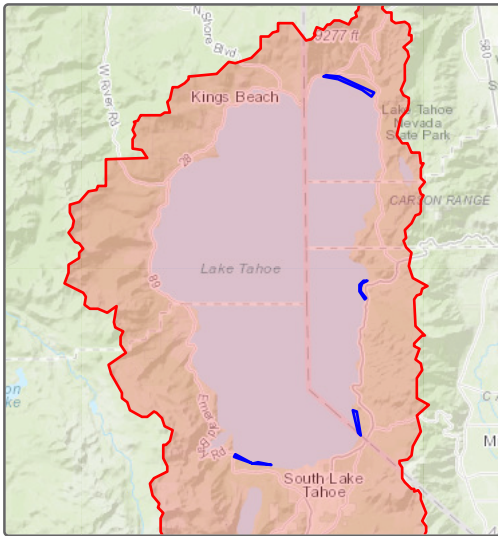 N Shore Blvd
9277 ft
W River Rd
Kings Beach
Lake Tahoe
Nevada
State Park
28
CARSON RANGE
Lake Tahoe
89
Emerald
Bay Rd
South Lake
Tahoe